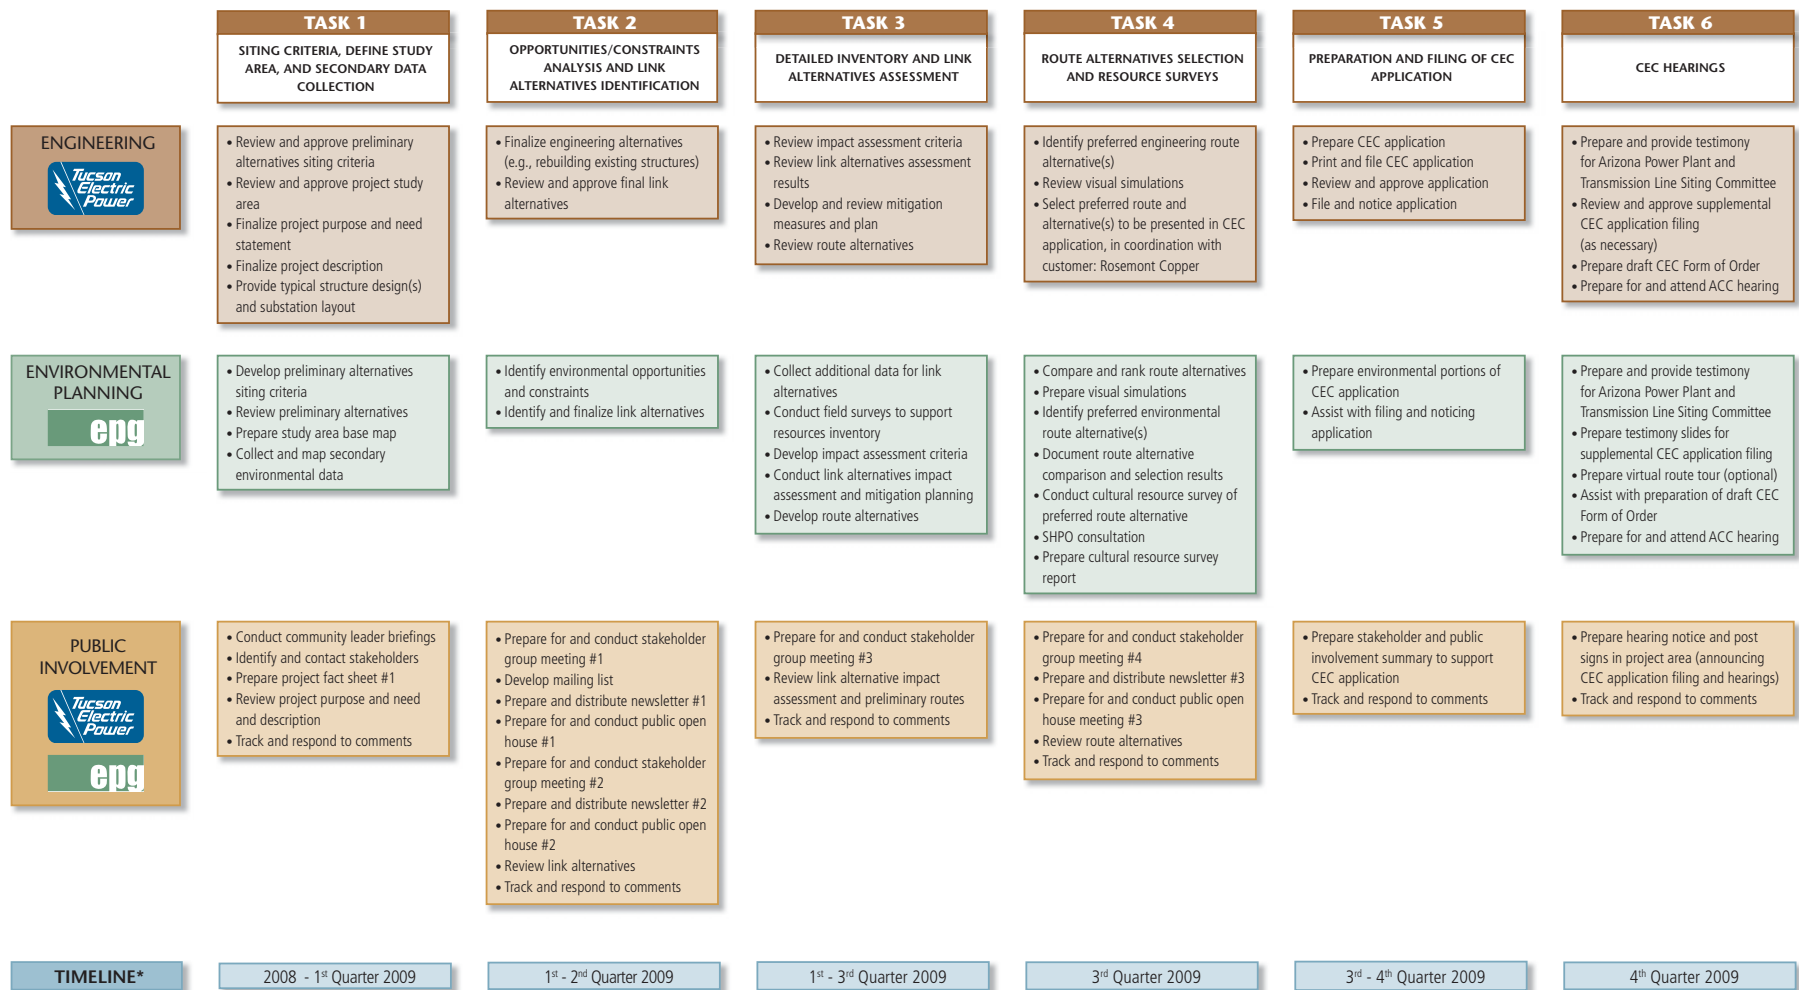 TASK 1
SITING CRITERIA, DEFINE STUDY
AREA, AND SECONDARY DATA
COLLECTION
TASK 2
OPPORTUNITIES/CONSTRAINTS
ANALYSIS AND LINK
ALTERNATIVES IDENTIFICATION
TASK 3
DETAILED INVENTORY AND LINK
ALTERNATIVES ASSESSMENT
TASK 4
ROUTE ALTERNATIVES SELECTION
AND RESOURCE SURVEYS
TASK 5
PREPARATION AND FILING OF CEC
APPLICATION
TASK 6
CEC HEARINGS
ENGINEERING
Tucson
Electric
Power
• Review and approve preliminary
alternatives siting criteria
• Review and approve project study
area
• Finalize project purpose and need
statement
• Finalize project description
• Provide typical structure design(s)
and substation layout
• Finalize engineering alternatives
(e.g., rebuilding existing structures)
• Review and approve final link
alternatives
• Review impact assessment criteria
• Review link alternatives assessment
results
• Develop and review mitigation
measures and plan
• Review route alternatives
• Identify preferred engineering route
alternative(s)
• Review visual simulations
• Select preferred route and
alternative(s) to be presented in CEC
application, in coordination with
customer: Rosemont Copper
• Prepare CEC application
• Print and file CEC application
• Review and approve application
• File and notice application
• Prepare and provide testimony
for Arizona Power Plant and
Transmission Line Siting Committee
• Review and approve supplemental
CEC application filing
(as necessary)
• Prepare draft CEC Form of Order
• Prepare for and attend ACC hearing
ENVIRONMENTAL
PLANNING
epg
• Develop preliminary alternatives
siting criteria
• Review preliminary alternatives
• Prepare study area base map
• Collect and map secondary
environmental data
• Identify environmental opportunities
and constraints
• Identify and finalize link alternatives
• Collect additional data for link
alternatives
• Conduct field surveys to support
resources inventory
• Develop impact assessment criteria
• Conduct link alternatives impact
assessment and mitigation planning
• Develop route alternatives
• Compare and rank route alternatives
• Prepare visual simulations
• Identify preferred environmental
route alternative(s)
• Document route alternative
comparison and selection results
• Conduct cultural resource survey of
preferred route alternative
• SHPO consultation
• Prepare cultural resource survey
report
• Prepare environmental portions of
CEC application
• Assist with filing and noticing
application
• Prepare and provide testimony
for Arizona Power Plant and
Transmission Line Siting Committee
• Prepare testimony slides for
supplemental CEC application filing
• Prepare virtual route tour (optional)
• Assist with preparation of draft CEC
Form of Order
• Prepare for and attend ACC hearing
PUBLIC
INVOLVEMENT
Tucson
Electric
Power
epg
• Conduct community leader briefings
• Identify and contact stakeholders
• Prepare project fact sheet #1
• Review project purpose and need
and description
• Track and respond to comments
• Prepare for and conduct stakeholder
group meeting #1
• Develop mailing list
• Prepare and distribute newsletter #1
• Prepare for and conduct public open
house #1
• Prepare for and conduct stakeholder
group meeting #2
• Prepare and distribute newsletter #2
• Prepare for and conduct public open
house #2
• Review link alternatives
• Track and respond to comments
• Prepare for and conduct stakeholder
group meeting #3
• Review link alternative impact
assessment and preliminary routes
• Track and respond to comments
• Prepare for and conduct stakeholder
group meeting #4
• Prepare and distribute newsletter #3
• Prepare for and conduct public open
house meeting #3
• Review route alternatives
• Track and respond to comments
• Prepare stakeholder and public
involvement summary to support
CEC application
• Track and respond to comments
• Prepare hearing notice and post
signs in project area (announcing
CEC application filing and hearings)
• Track and respond to comments
TIMELINE*
2008 - 1st Quarter 2009
1st - 2nd Quarter 2009
1st - 3rd Quarter 2009
3rd Quarter 2009
3rd - 4th Quarter 2009
4th Quarter 2009